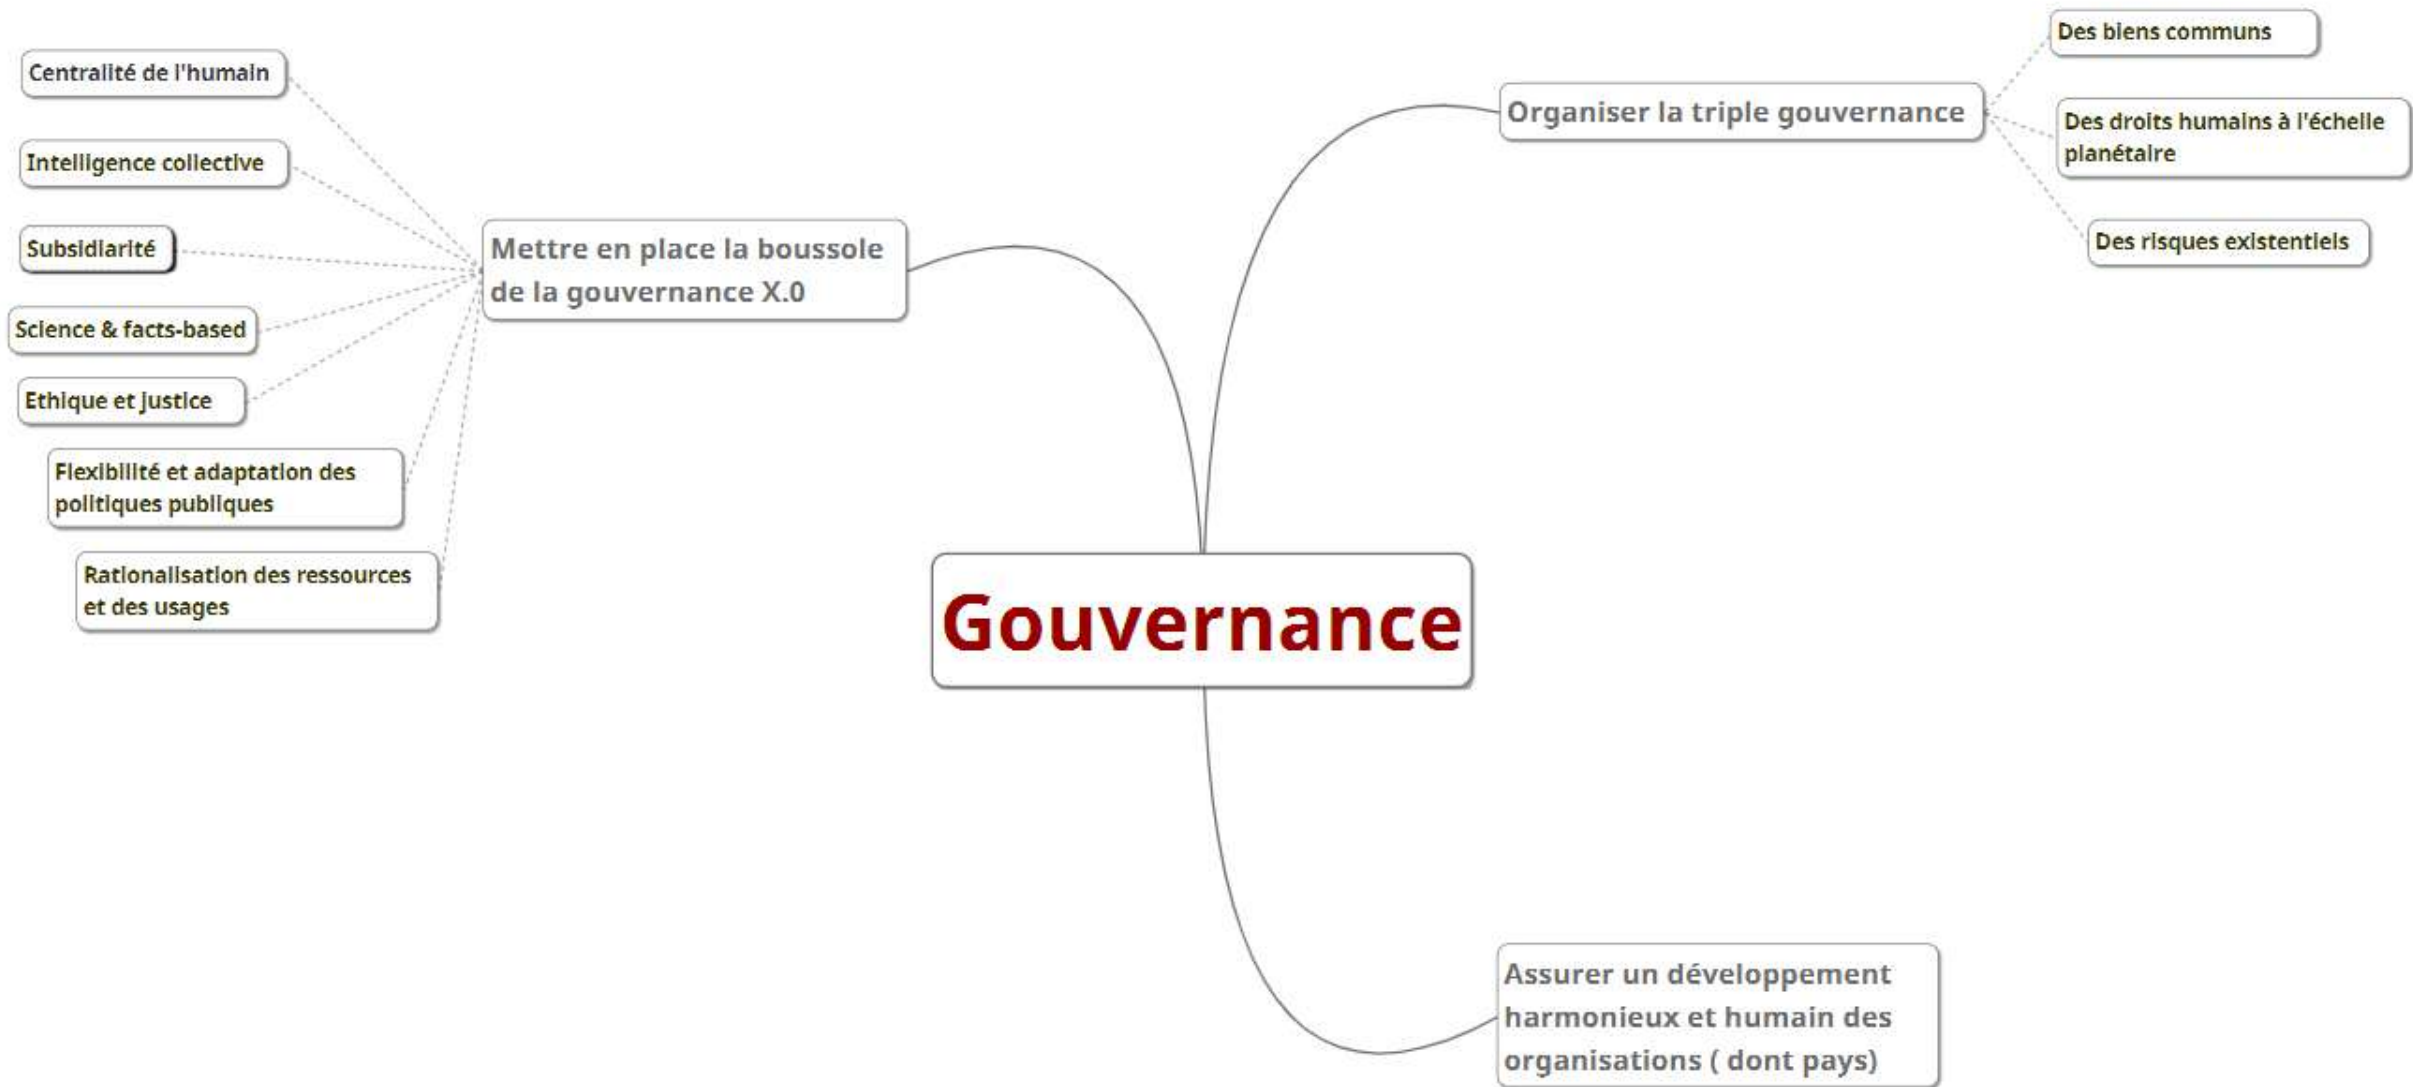 Centralité de l'humain
Intelligence collective
Subsidiarité
Science & facts-based
Ethique et justice
Flexibilité et adaptation des
politiques publiques
Rationalisation des ressources
et des usages
Mettre en place la boussole
de la gouvernance X.0
Gouvernance
Organiser la triple gouvernance
Des biens communs
Des droits humains à l'échelle
planétaire
Des risques existentiels
Assurer un développement
harmonieux et humain des
organisations ( dont pays)